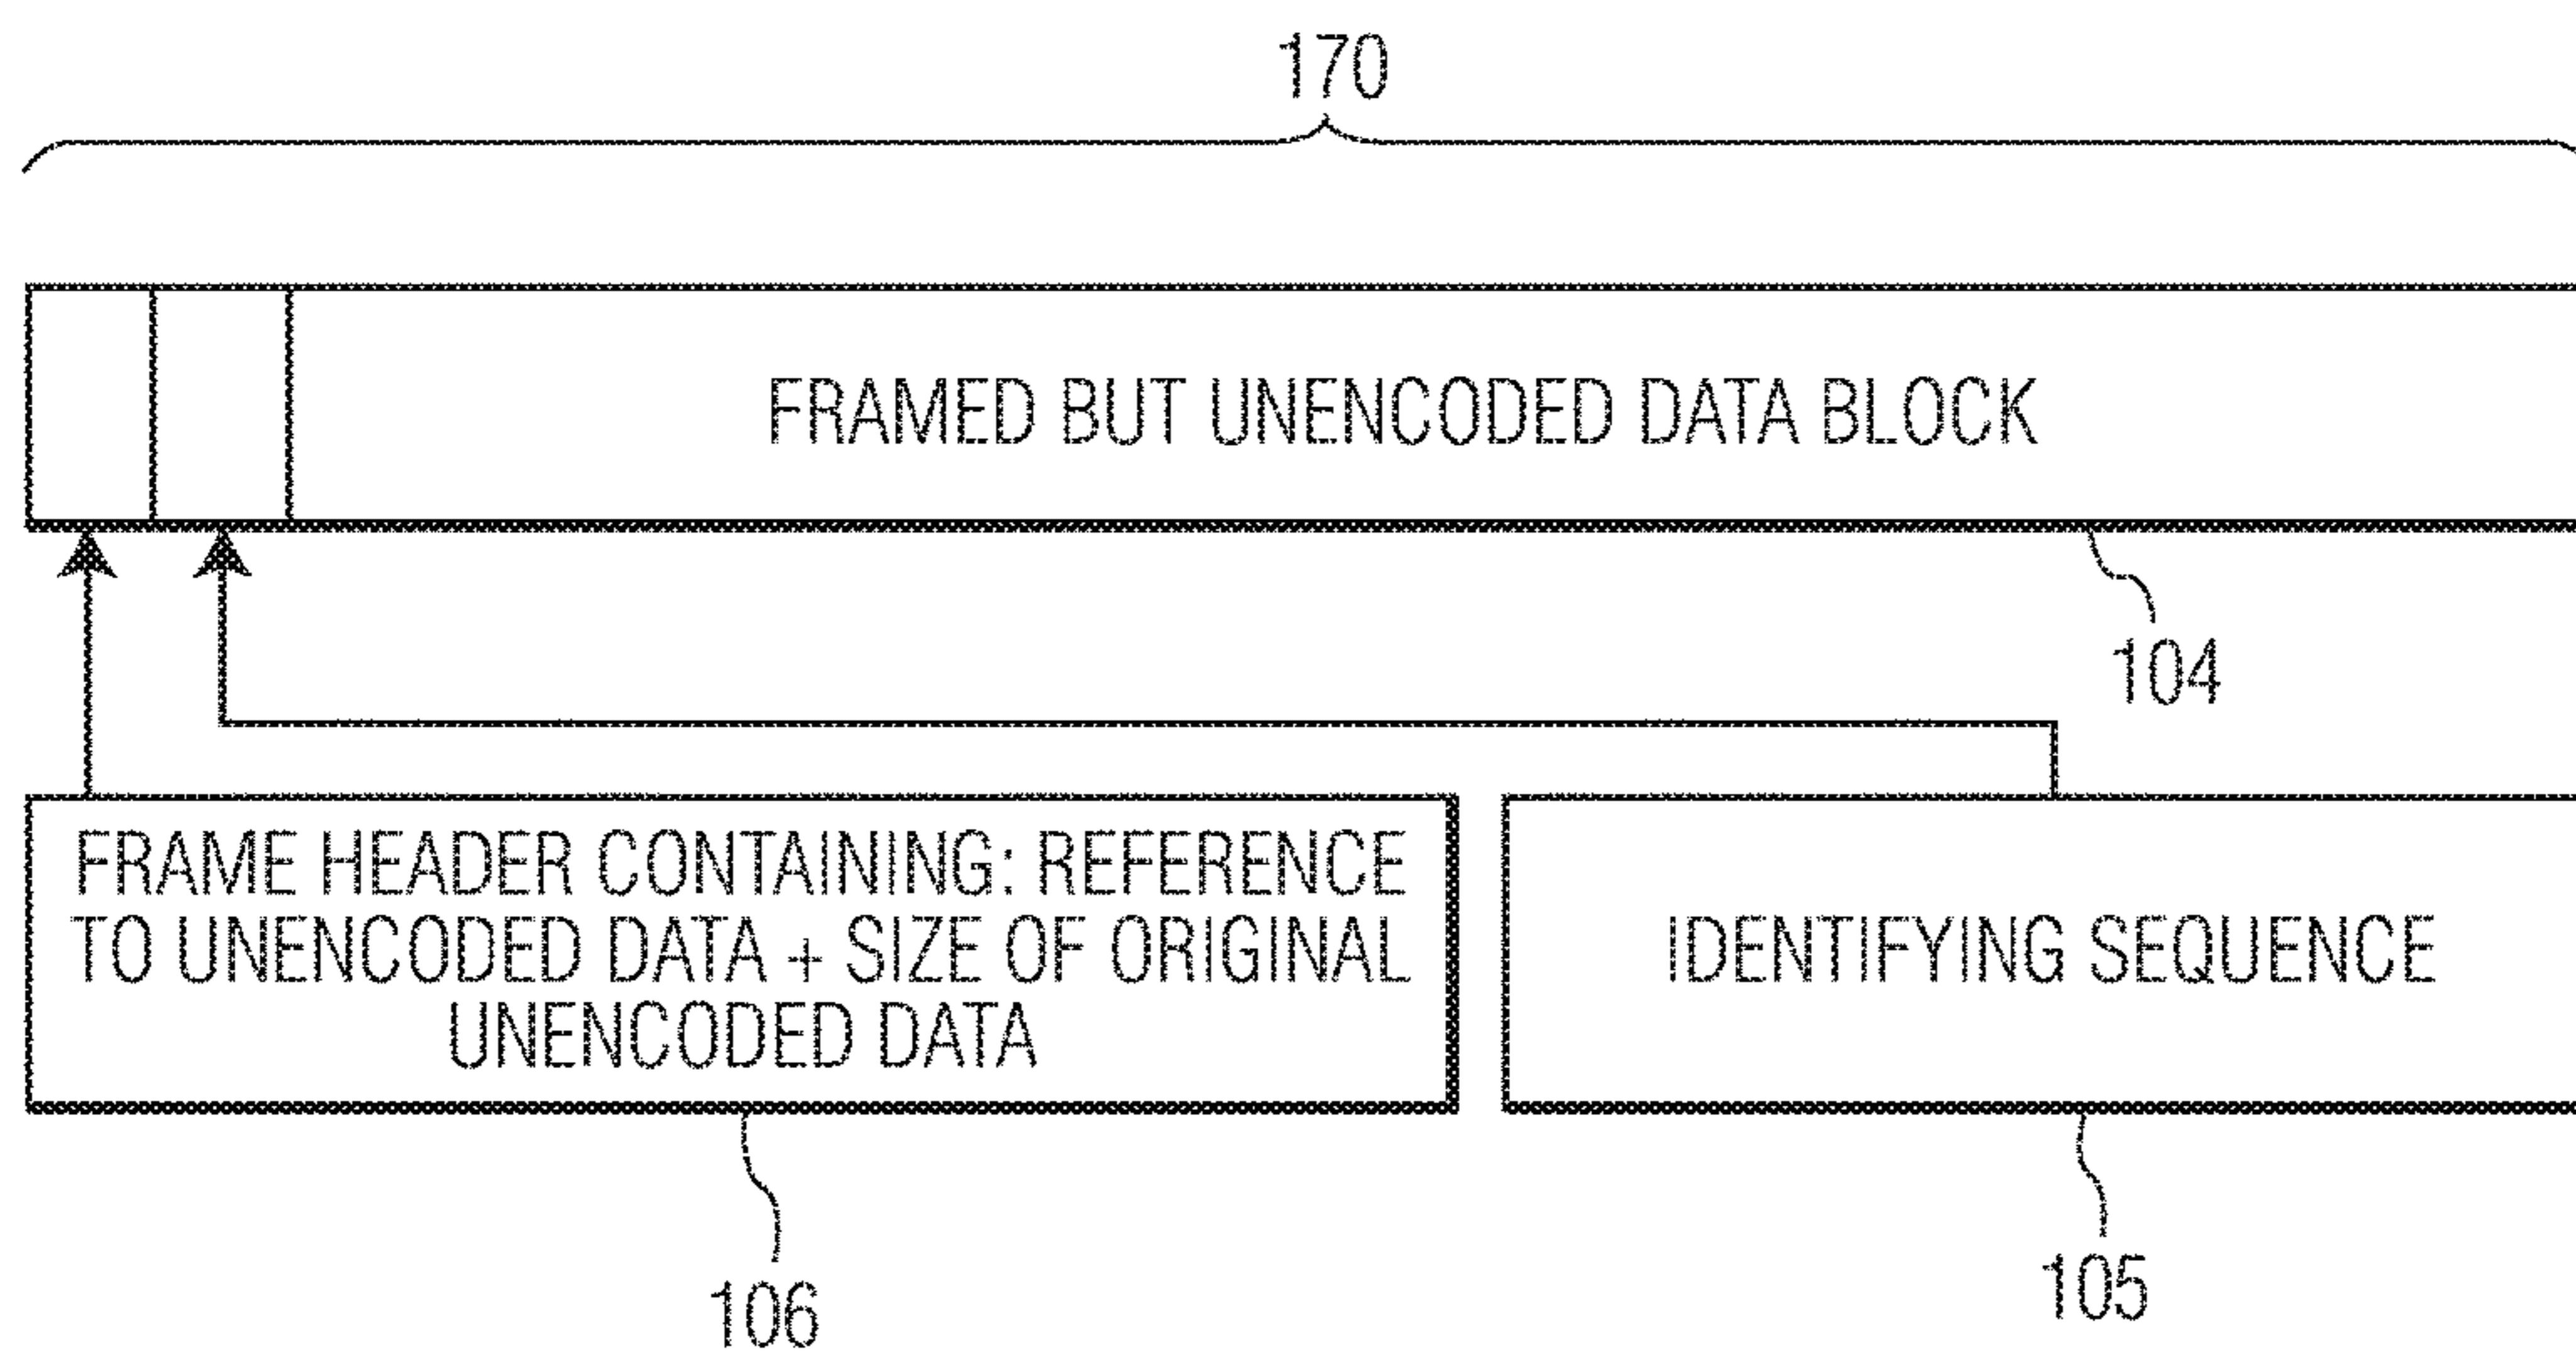 170
FRAMED BUT UNENCODED DATA BLOCK
104
FRAME HEADER CONTAINING: REFERENCE
TO UNENCODED DATA + SIZE OF ORIGINAL
UNENCODED DATA
IDENTIFYING SEQUENCE
106
105